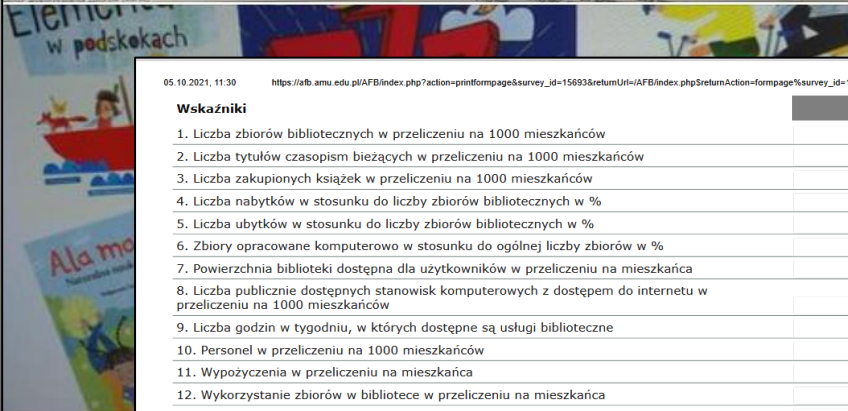 Elementarz
w podskokach
05.10.2021, 11:30 https://afb.amu.edu.pl/AFB/index.php?action=printformpage&survey_id=15693&returnUrl=/AFB/index.php$returnAction=formpage%survey_id=
Wskaźniki
1. Liczba zbiorów bibliotecznych w przeliczeniu na 1000 mieszkańców
2. Liczba tytułów czasopism bieżących w przeliczeniu na 1000 mieszkańców
3. Liczba zakupionych książek w przeliczeniu na 1000 mieszkańców
4. Liczba nabytków w stosunku do liczby zbiorów bibliotecznych w %
5. Liczba ubytków w stosunku do liczby zbiorów bibliotecznych w %
6. Zbiory opracowane komputerowo w stosunku do ogólnej liczby zbiorów w %
7. Powierzchnia biblioteki dostępna dla użytkowników w przeliczeniu na mieszkańca
8. Liczba publicznie dostępnych stanowisk komputerowych z dostępem do internetu w
przeliczeniu na 1000 mieszkańców
9. Liczba godzin w tygodniu, w których dostępne są usługi biblioteczne
10. Personel w przeliczeniu na 1000 mieszkańców
11. Wypożyczenia w przeliczeniu na mieszkańca
12. Wykorzystanie zbiorów w bibliotece w przeliczeniu na mieszkańca
Ala mo